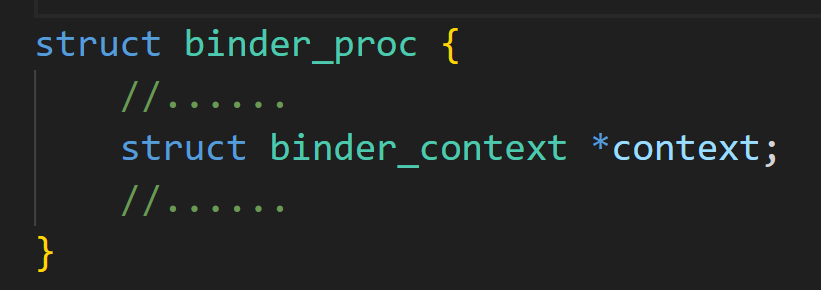 struct binder_proc {
//......
struct binder_context *context;
//......
}